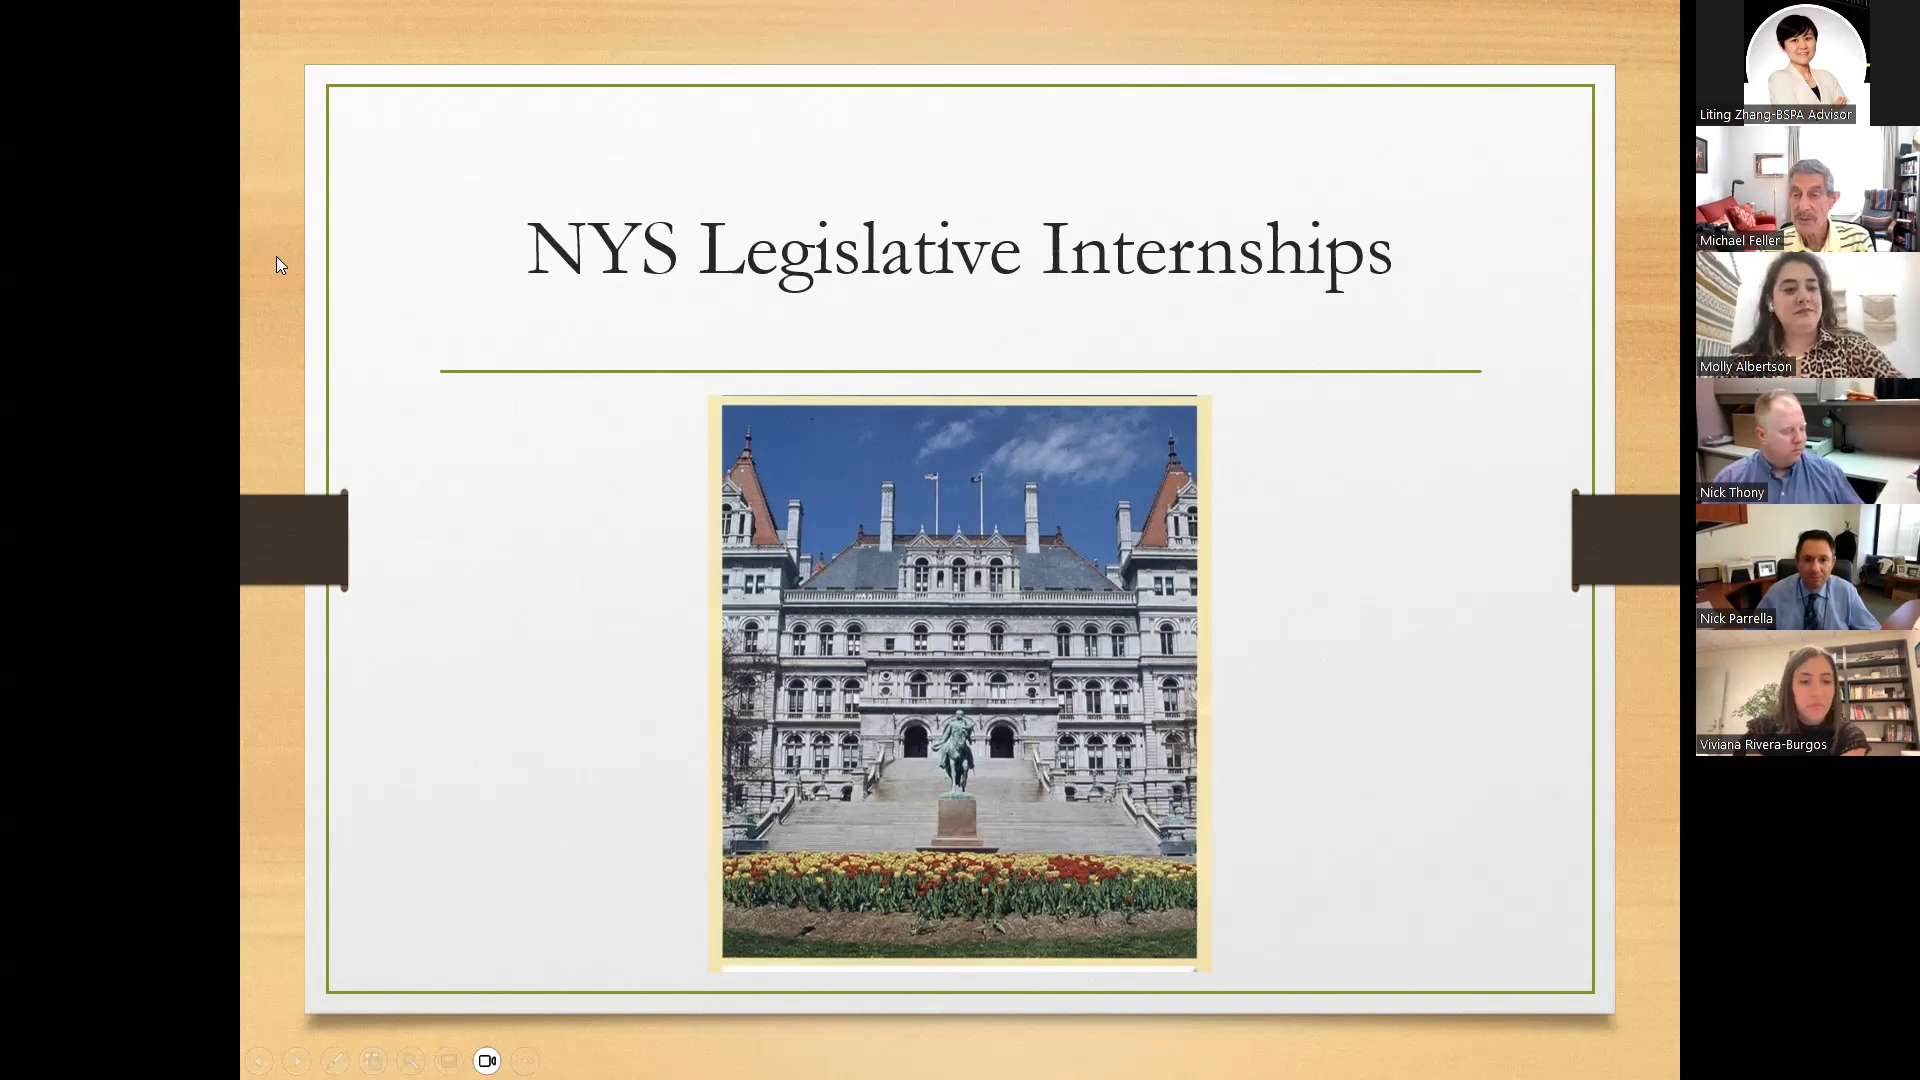 NYS Legislative Internships
Liting Zhang-BSPA Advisor
Michael Feller
Molly Albertson
Nick Thony
Nick Parrella
Viviana Rivera-Burgos